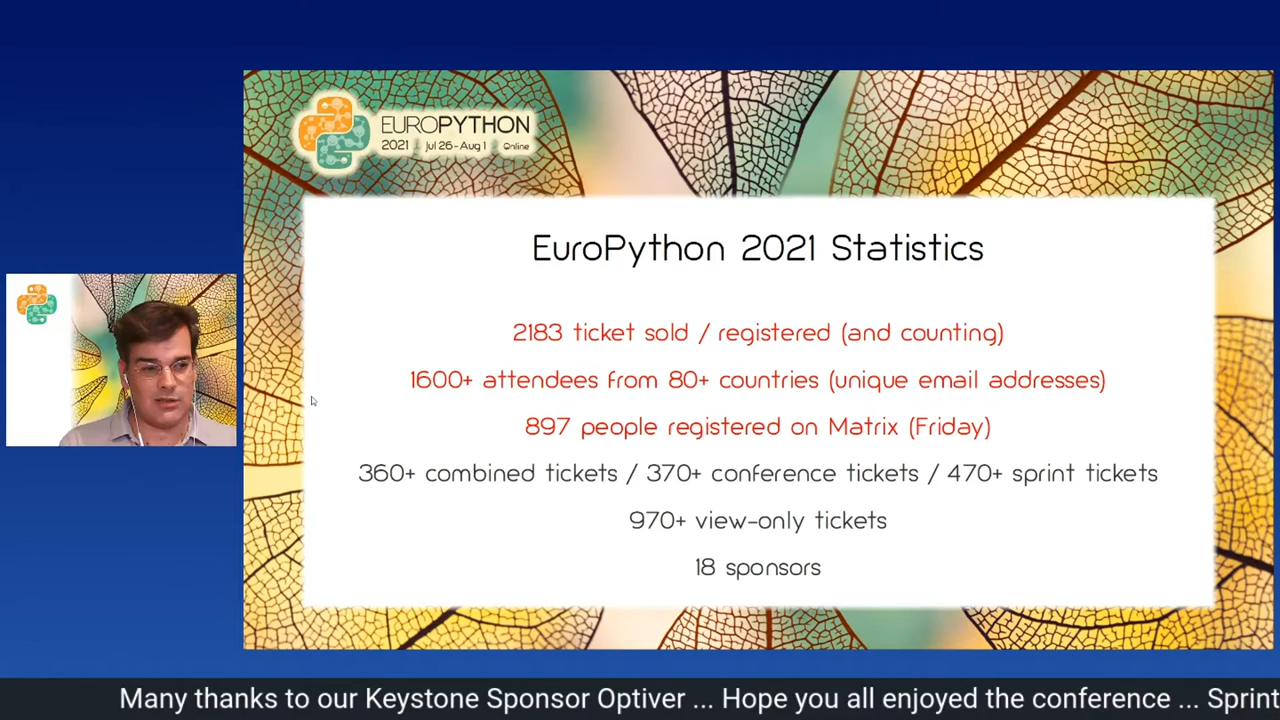 EUROPYTHON
2021 Jul 26-Aug 1 Online
EuroPython 2021 Statistics
2183 ticket sold / registered (and counting)
1600+ attendees from 80+ countries (unique email addresses)
897 people registered on Matrix (Friday)
360+ combined tickets / 370+ conference tickets / 470+ sprint tickets
970+ view-only tickets
18 sponsors
Many thanks to our Keystone Sponsor Optiver ... Hope you all enjoyed the conference ... Sprint